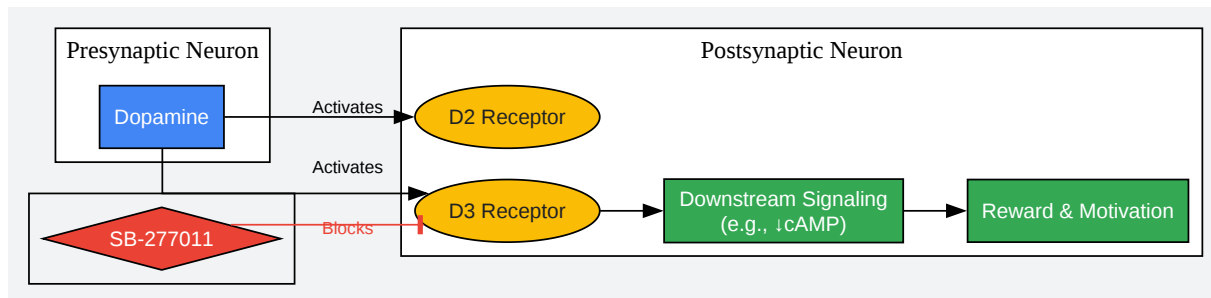 Presynaptic Neuron
Postsynaptic Neuron
Dopamine
Activates
D2 Receptor
Activates
D3 Receptor
Downstream Signaling
(e.g., ↓cAMP)
Reward & Motivation
SB-277011
Blocks